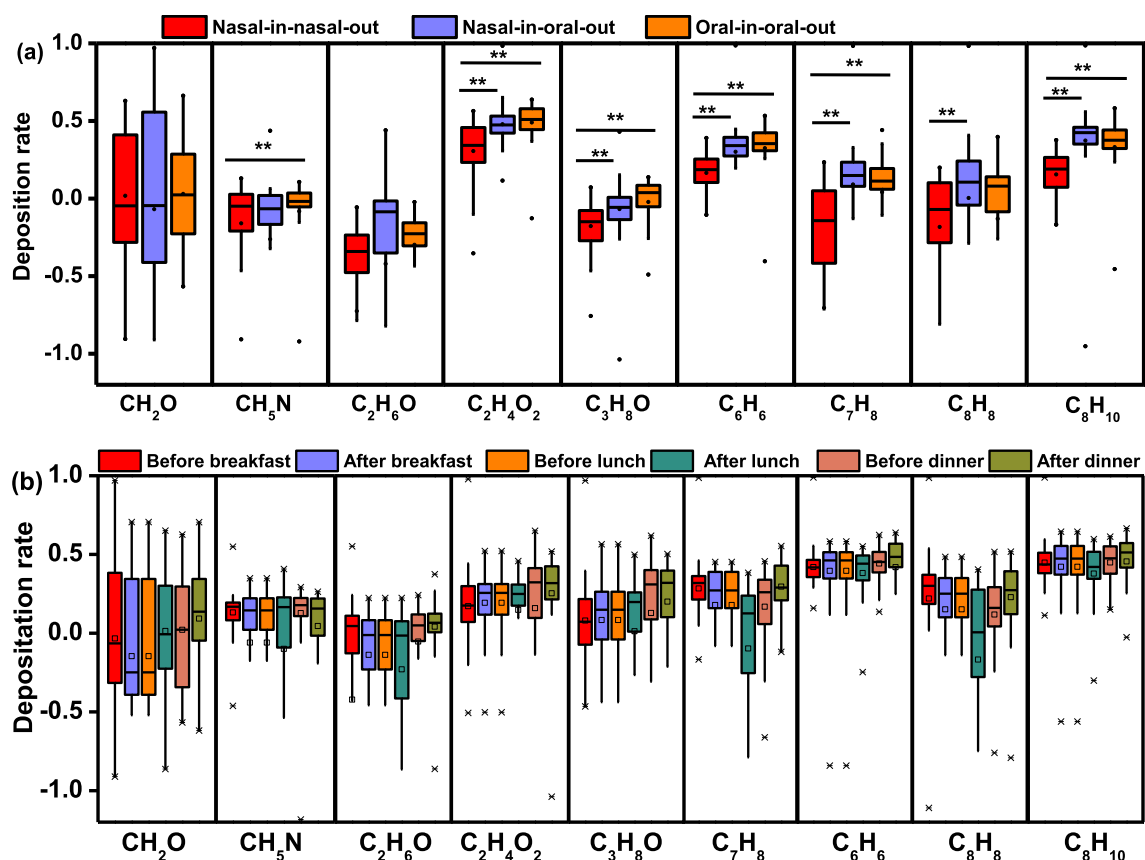 Nasal-in-nasal-out Nasal-in-oral-out Oral-in-oral-out
(a)
Deposition rate
1.0
0.5
0.0
-0.5
-1.0
** ** ** ** ** ** ** ** ** ** ** **
CH₂O CH₅N C₂H₆O C₂H₄O₂ C₃H₈O C₆H₆ C₇H₈ C₈H₈ C₈H₁₀
Before breakfast After breakfast Before lunch After lunch Before dinner After dinner
(b)
Depostation rate
1.0
0.5
0.0
-0.5
-1.0
CH₂O CH₅N C₂H₆O C₂H₄O₂ C₃H₈O C₇H₈ C₆H₆ C₈H₈ C₈H₁₀